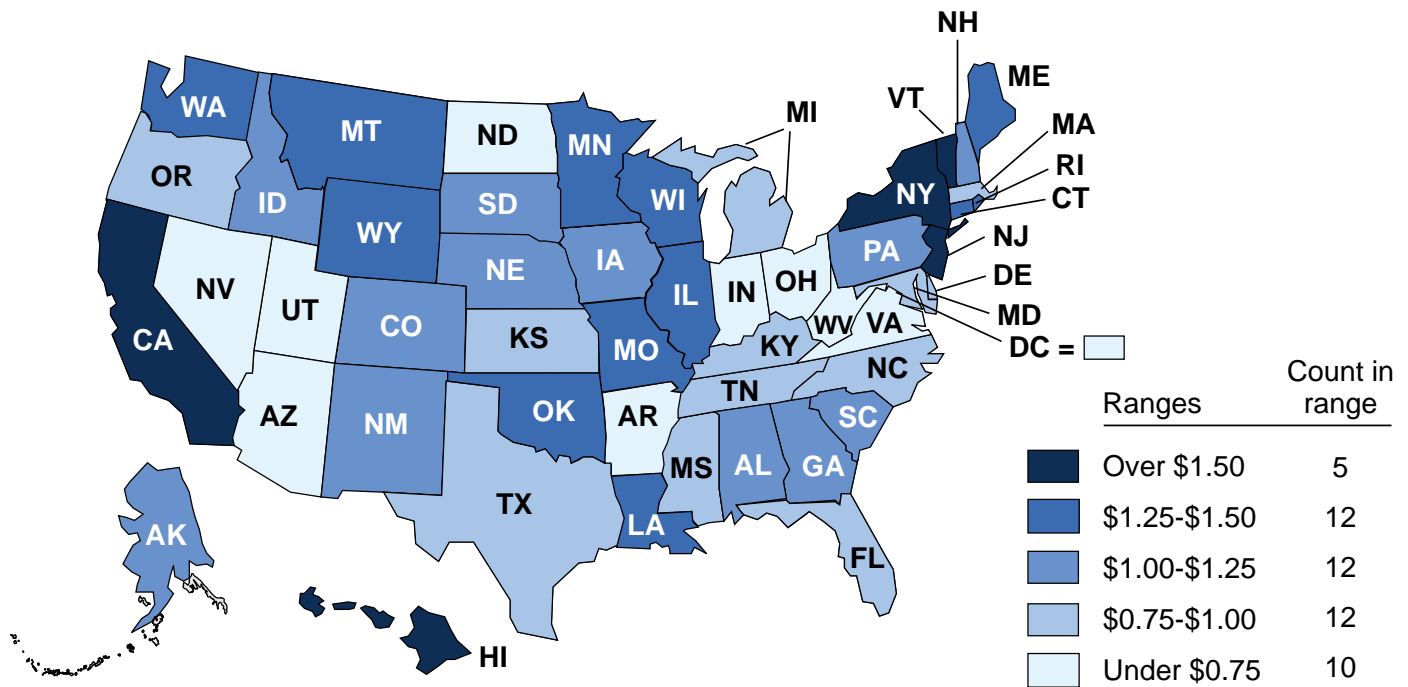 NH
ME
WA
MT
ND
MN
MI
VT
MA
OR
ID
SD
WI
NY
RI
CT
WY
PA
NJ
NE
IA
DE
NV
UT
CO
KS
IL
IN
OH
WV
VA
MD
DC =
CA
MO
KY
NC
AZ
NM
OK
AR
TN
SC
MS
AL
GA
TX
LA
FL
AK
HI
Ranges Count in range
Over $1.50 5
$1.25-$1.50 12
$1.00-$1.25 12
$0.75-$1.00 12
Under $0.75 10